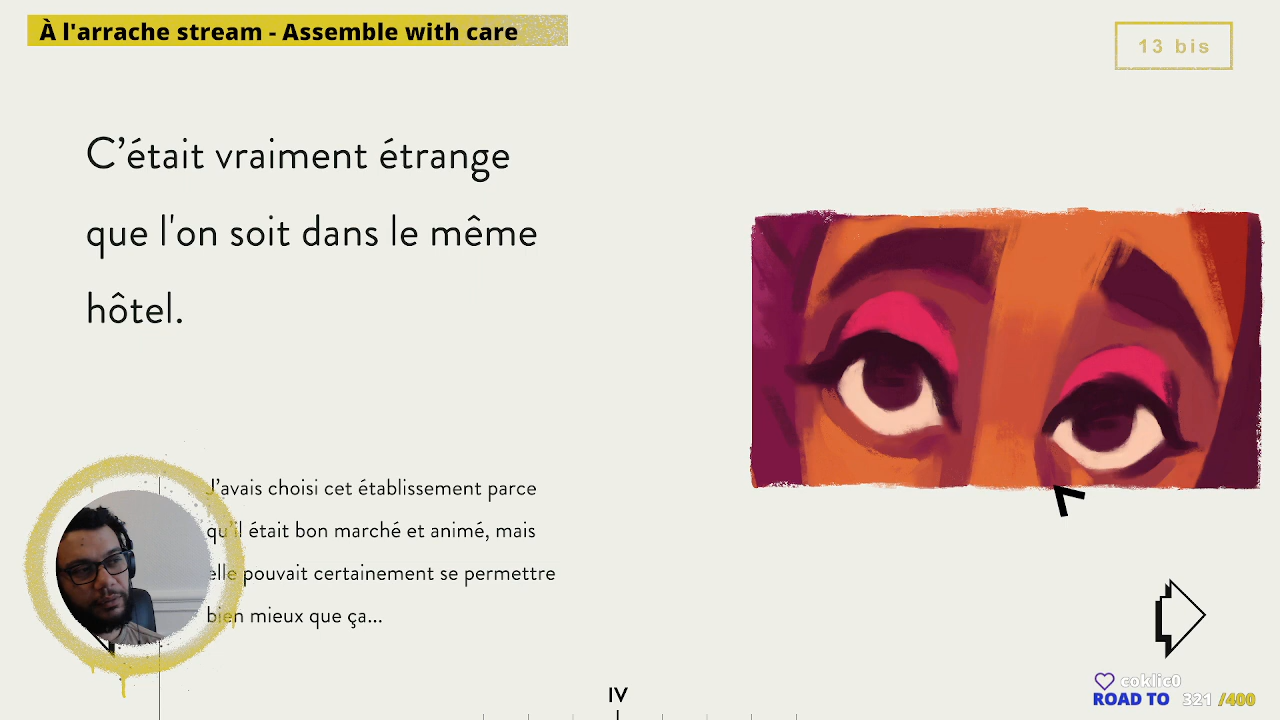 À l'arrache stream - Assemble with care
13 bis
C’était vraiment étrange
que l'on soit dans le même
hôtel.
J’avais choisi cet établissement parce
qu’il était bon marché et animé, mais
elle pouvait certainement se permettre
bien mieux que ça...
IV
coklic0
ROAD TO 321 /400